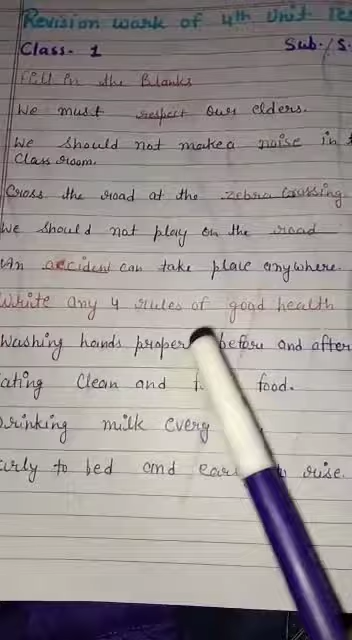 Revision work of 4th Unit Tes
Class- 1 Sub./S.
Fill in the Blanks
We must respect our elders.
We should not make a noise in t
Class room.
Cross the road at the zebra crossing
We should not play on the road
An accident can take place anywhere.
Write any 4 rules of good health
Washing hands proper before and after
ating Clean and f food.
Drinking milk every
arly to bed and ear rise.